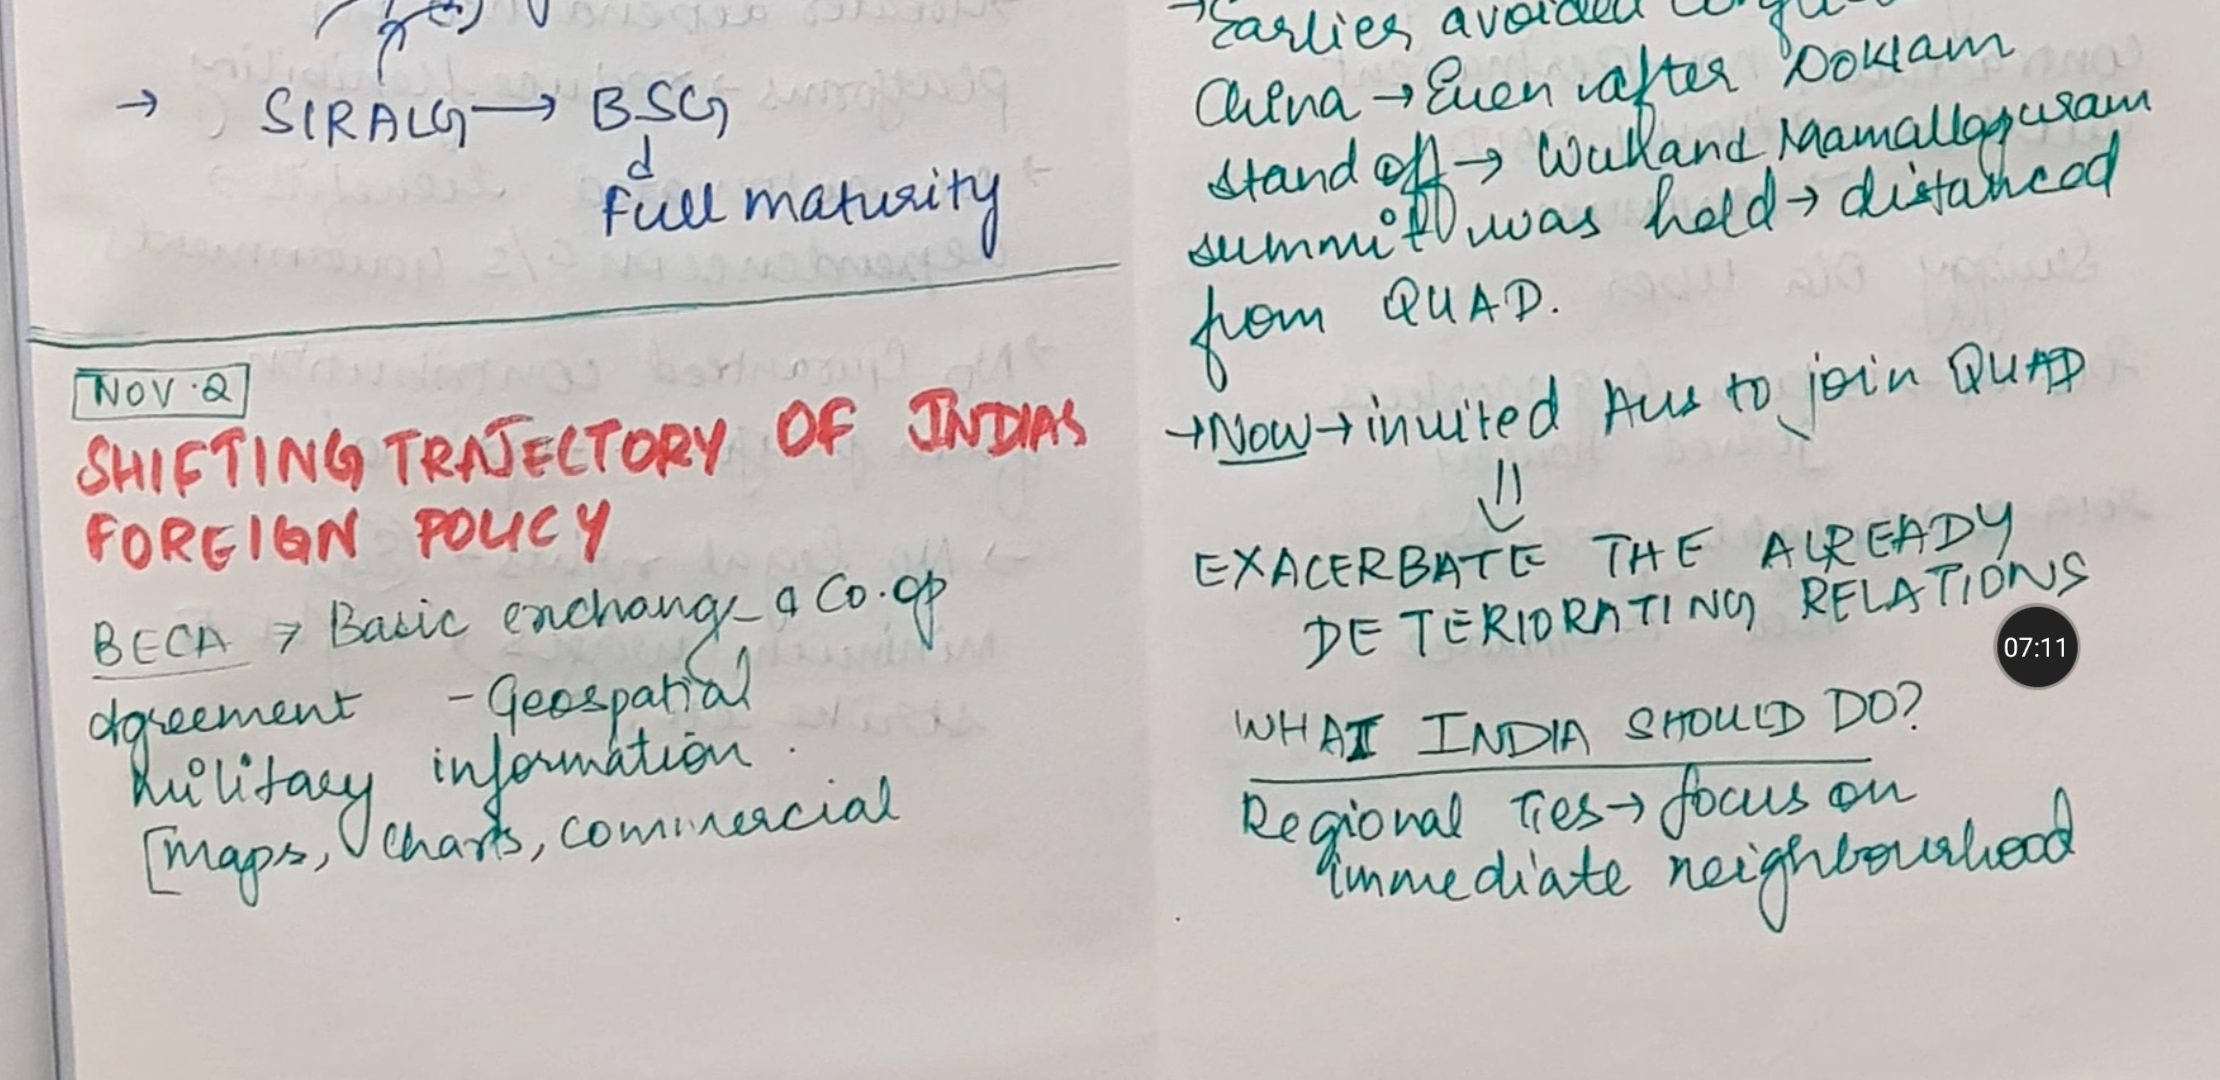 → SIRALG → BSG
full maturity
NOV 2
SHIFTING TRAJECTORY OF INDIAS
FOREIGN POLICY
BECA → Basic exchange & Co.op
Agreement - Geospatial
Military information.
[Maps, Charts, commercial
→ Earlier avoided
China → Even after Doklam
stand off → Wuhan and Mamallapuram
summit was held → distanced
from QUAD.
→ Now → invited Aus to join QUAD
EXACERBATE THE ALREADY
DETERIORATING RELATIONS
07:11
WHAT INDIA SHOULD DO?
Regional Ties → focus on
immediate neighbourhood